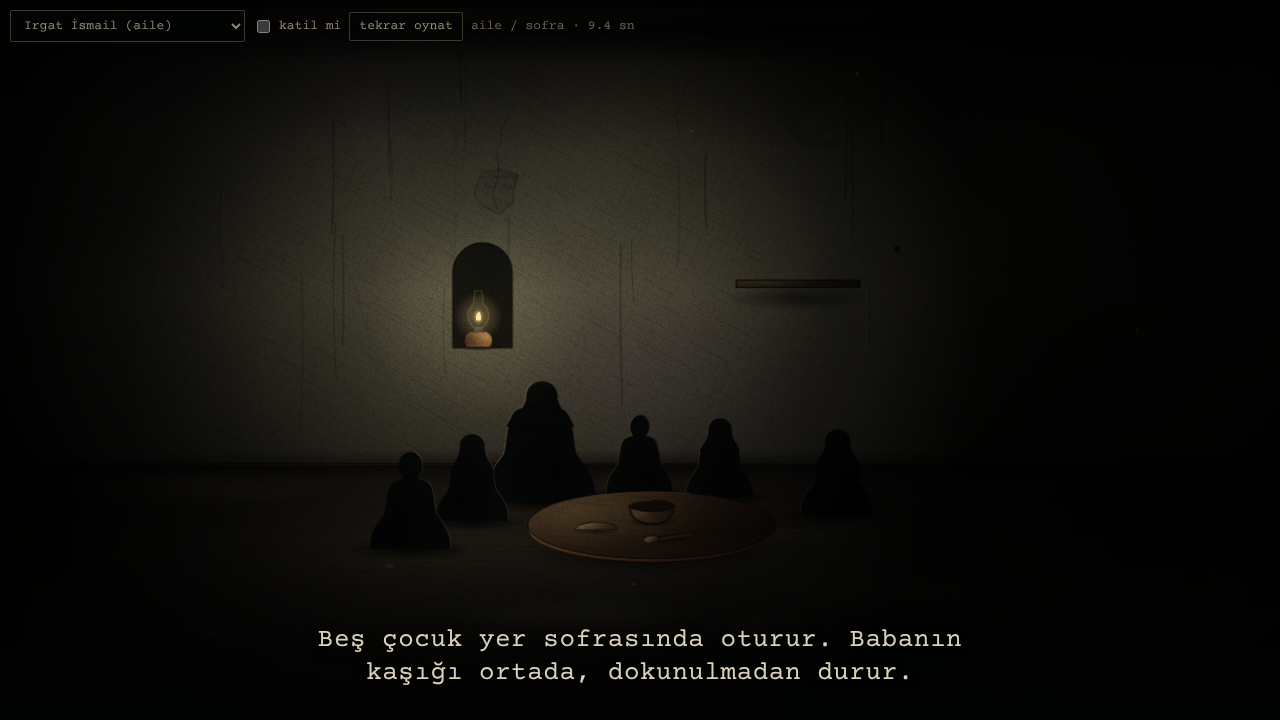 Irgat İsmail (aile)
katil mi
tekrar oynat
aile / sofra · 9.4 sn
Beş çocuk yer sofrasında oturur. Babanın
kaşığı ortada, dokunulmadan durur.